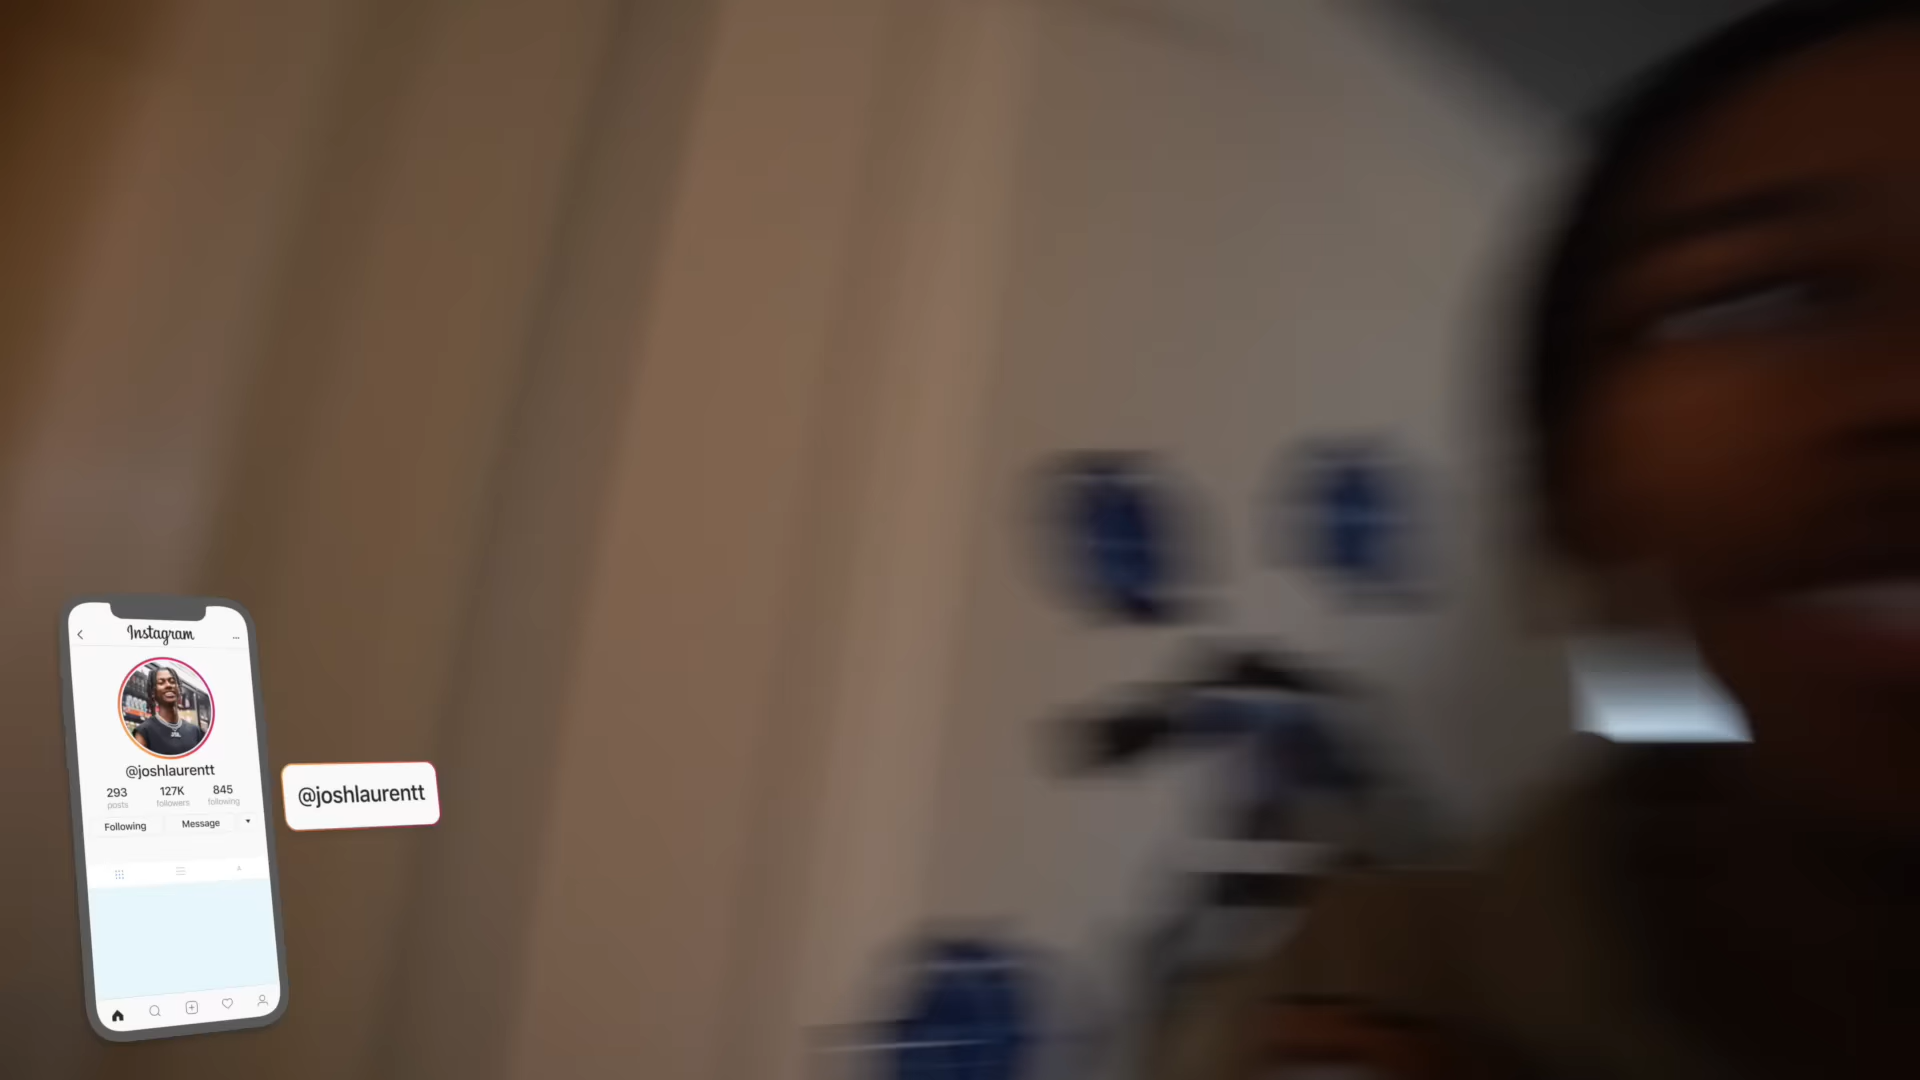 Instagram
@joshlaurentt
293 127K 845
posts followers following
Following Message
@joshlaurentt